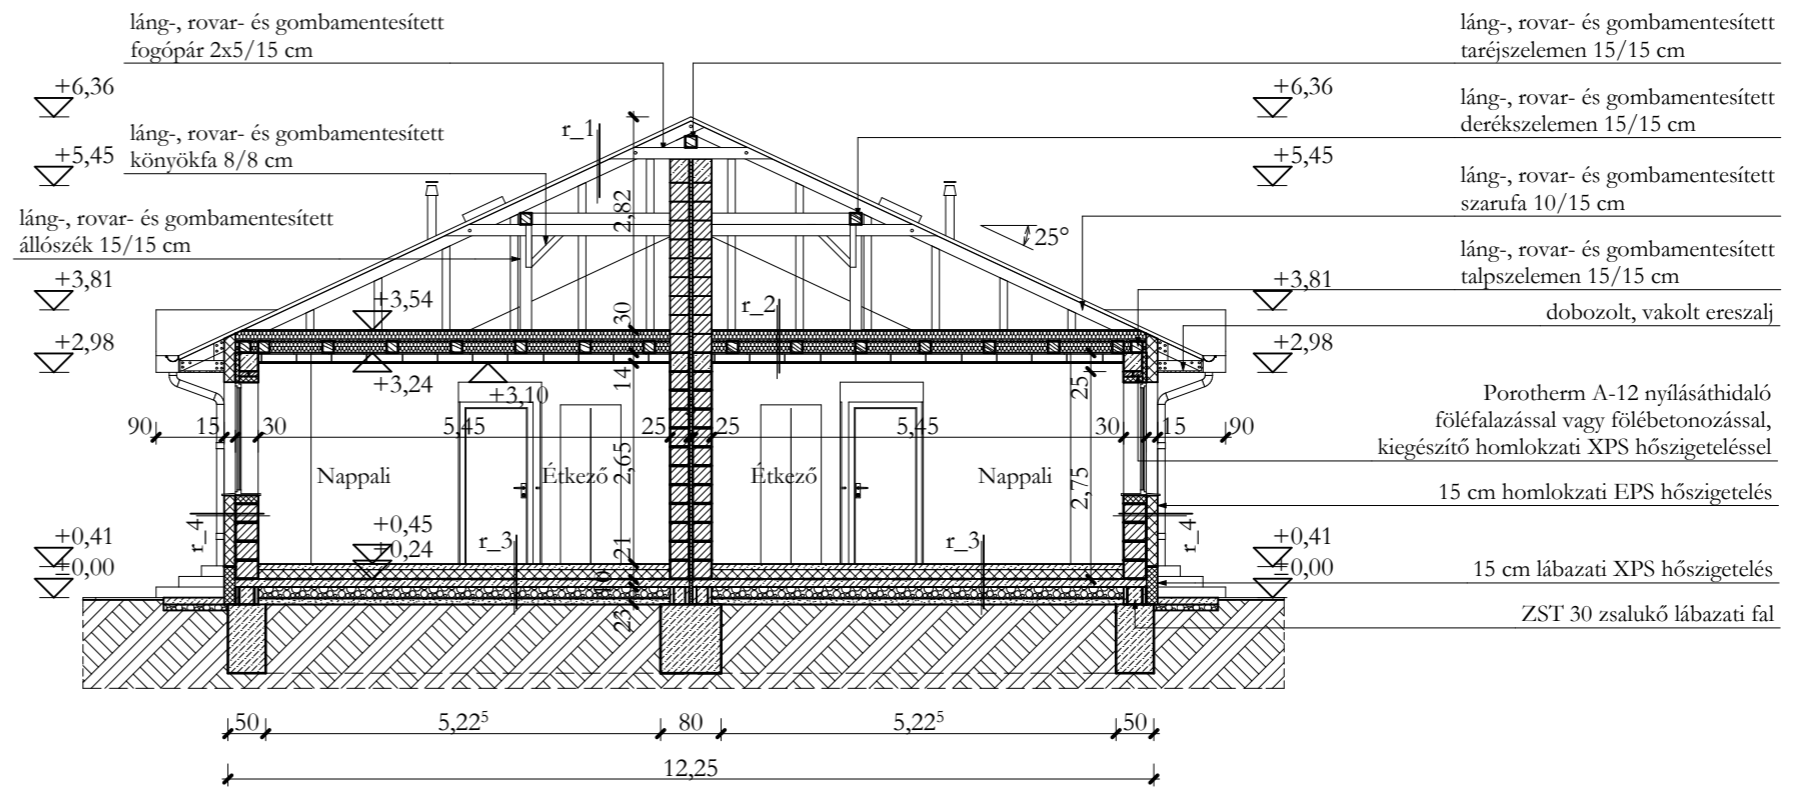 láng-, rovar- és gombamentesített
fogópár 2x5/15 cm
láng-, rovar- és gombamentesített
taréjszelemen 15/15 cm
+6,36
+6,36
láng-, rovar- és gombamentesített
derékszelemen 15/15 cm
láng-, rovar- és gombamentesített
könyökfa 8/8 cm
r_1
+5,45
+5,45
láng-, rovar- és gombamentesített
szarufa 10/15 cm
2,82
láng-, rovar- és gombamentesített
állószék 15/15 cm
25°
láng-, rovar- és gombamentesített
talpszelemen 15/15 cm
+3,81
+3,54
30
r_2
+3,81
dobozolt, vakolt ereszalj
+2,98
+2,98
+3,24
14
+3,10
25
Porotherm A-12 nyílásáthidaló
föléfalazással vagy fölébetonozással,
kiegészítő homlokzati XPS hőszigeteléssel
90
15
30
5,45
25
25
5,45
30
15
90
Nappali
Étkező
2,65
Étkező
Nappali
2,75
15 cm homlokzati EPS hőszigetelés
r_4
+0,45
+0,24
r_3
21
r_3
r_4
+0,41
±0,00
+0,41
±0,00
15 cm lábazati XPS hőszigetelés
10
23
ZST 30 zsalukő lábazati fal
50
5,22⁵
80
5,22⁵
50
12,25